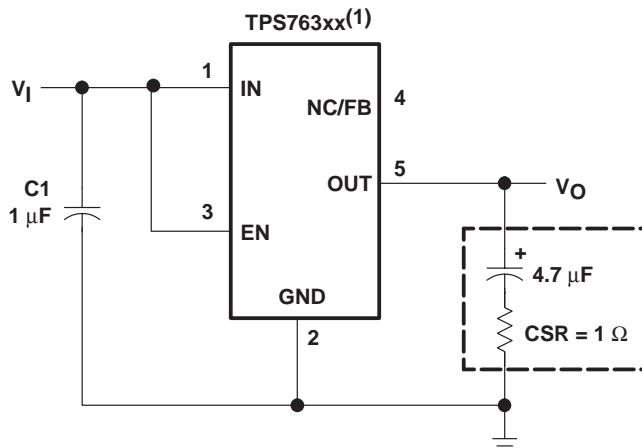 TPS763xx(1)
VI
1
IN
NC/FB
4
C1
1 μF
OUT
5
VO
3
EN
+
4.7 μF
GND
2
CSR = 1 Ω